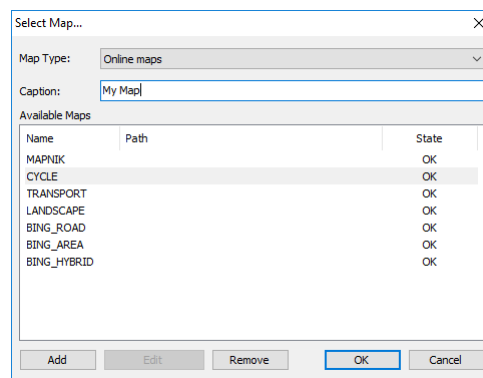 Select Map...
Map Type: Online maps
Caption: My Map
Available Maps
Name Path State
MAPNIK OK
CYCLE OK
TRANSPORT OK
LANDSCAPE OK
BING_ROAD OK
BING_AREA OK
BING_HYBRID OK
Add Edit Remove OK Cancel